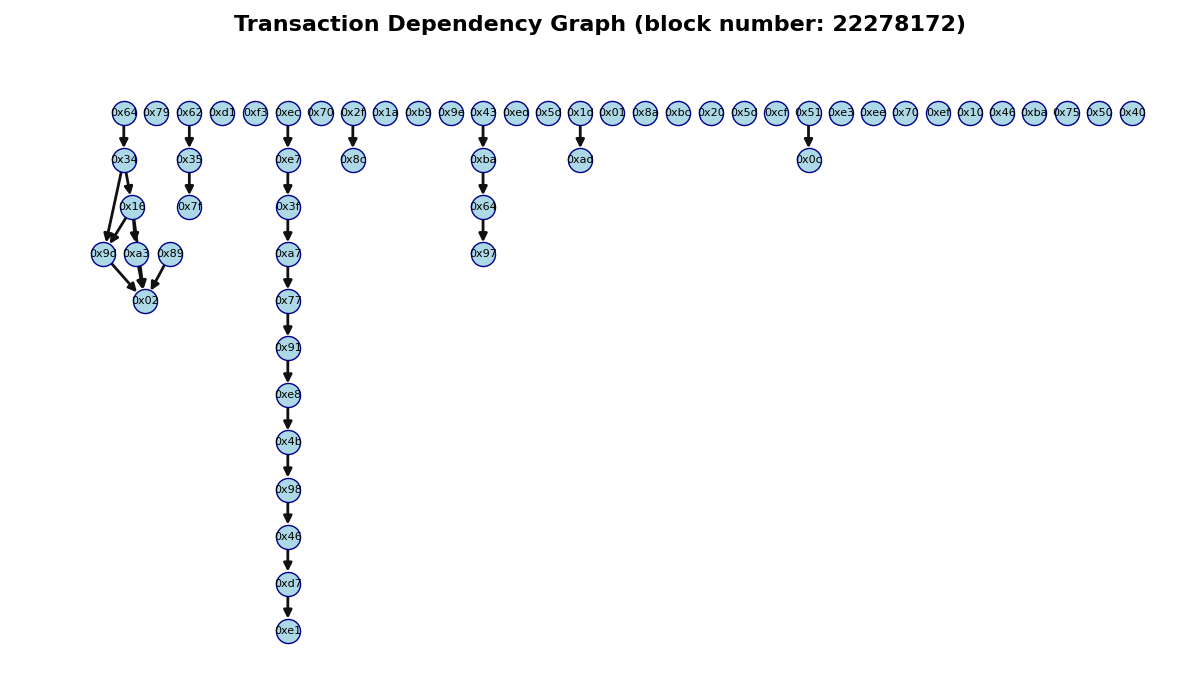 Transaction Dependency Graph (block number: 22278172)
0x64 0x79 0x62 0xd1 0xf3 0xec 0x70 0x2f 0x1a 0xb9 0x9e 0x43 0xed 0x5d 0x1d 0x01 0x8a 0xbc 0x20 0x5d 0xcf 0x51 0xe3 0xee 0x70 0xef 0x10 0x46 0xba 0x75 0x50 0x40
0x34 0x35 0xe7 0x8c 0xba 0xad 0x0c
0x16 0x7f 0x3f 0x64
0x9d 0xa3 0x89 0xa7 0x97
0x02 0x77
0x91
0xe8
0x4b
0x98
0x46
0xd7
0xe1